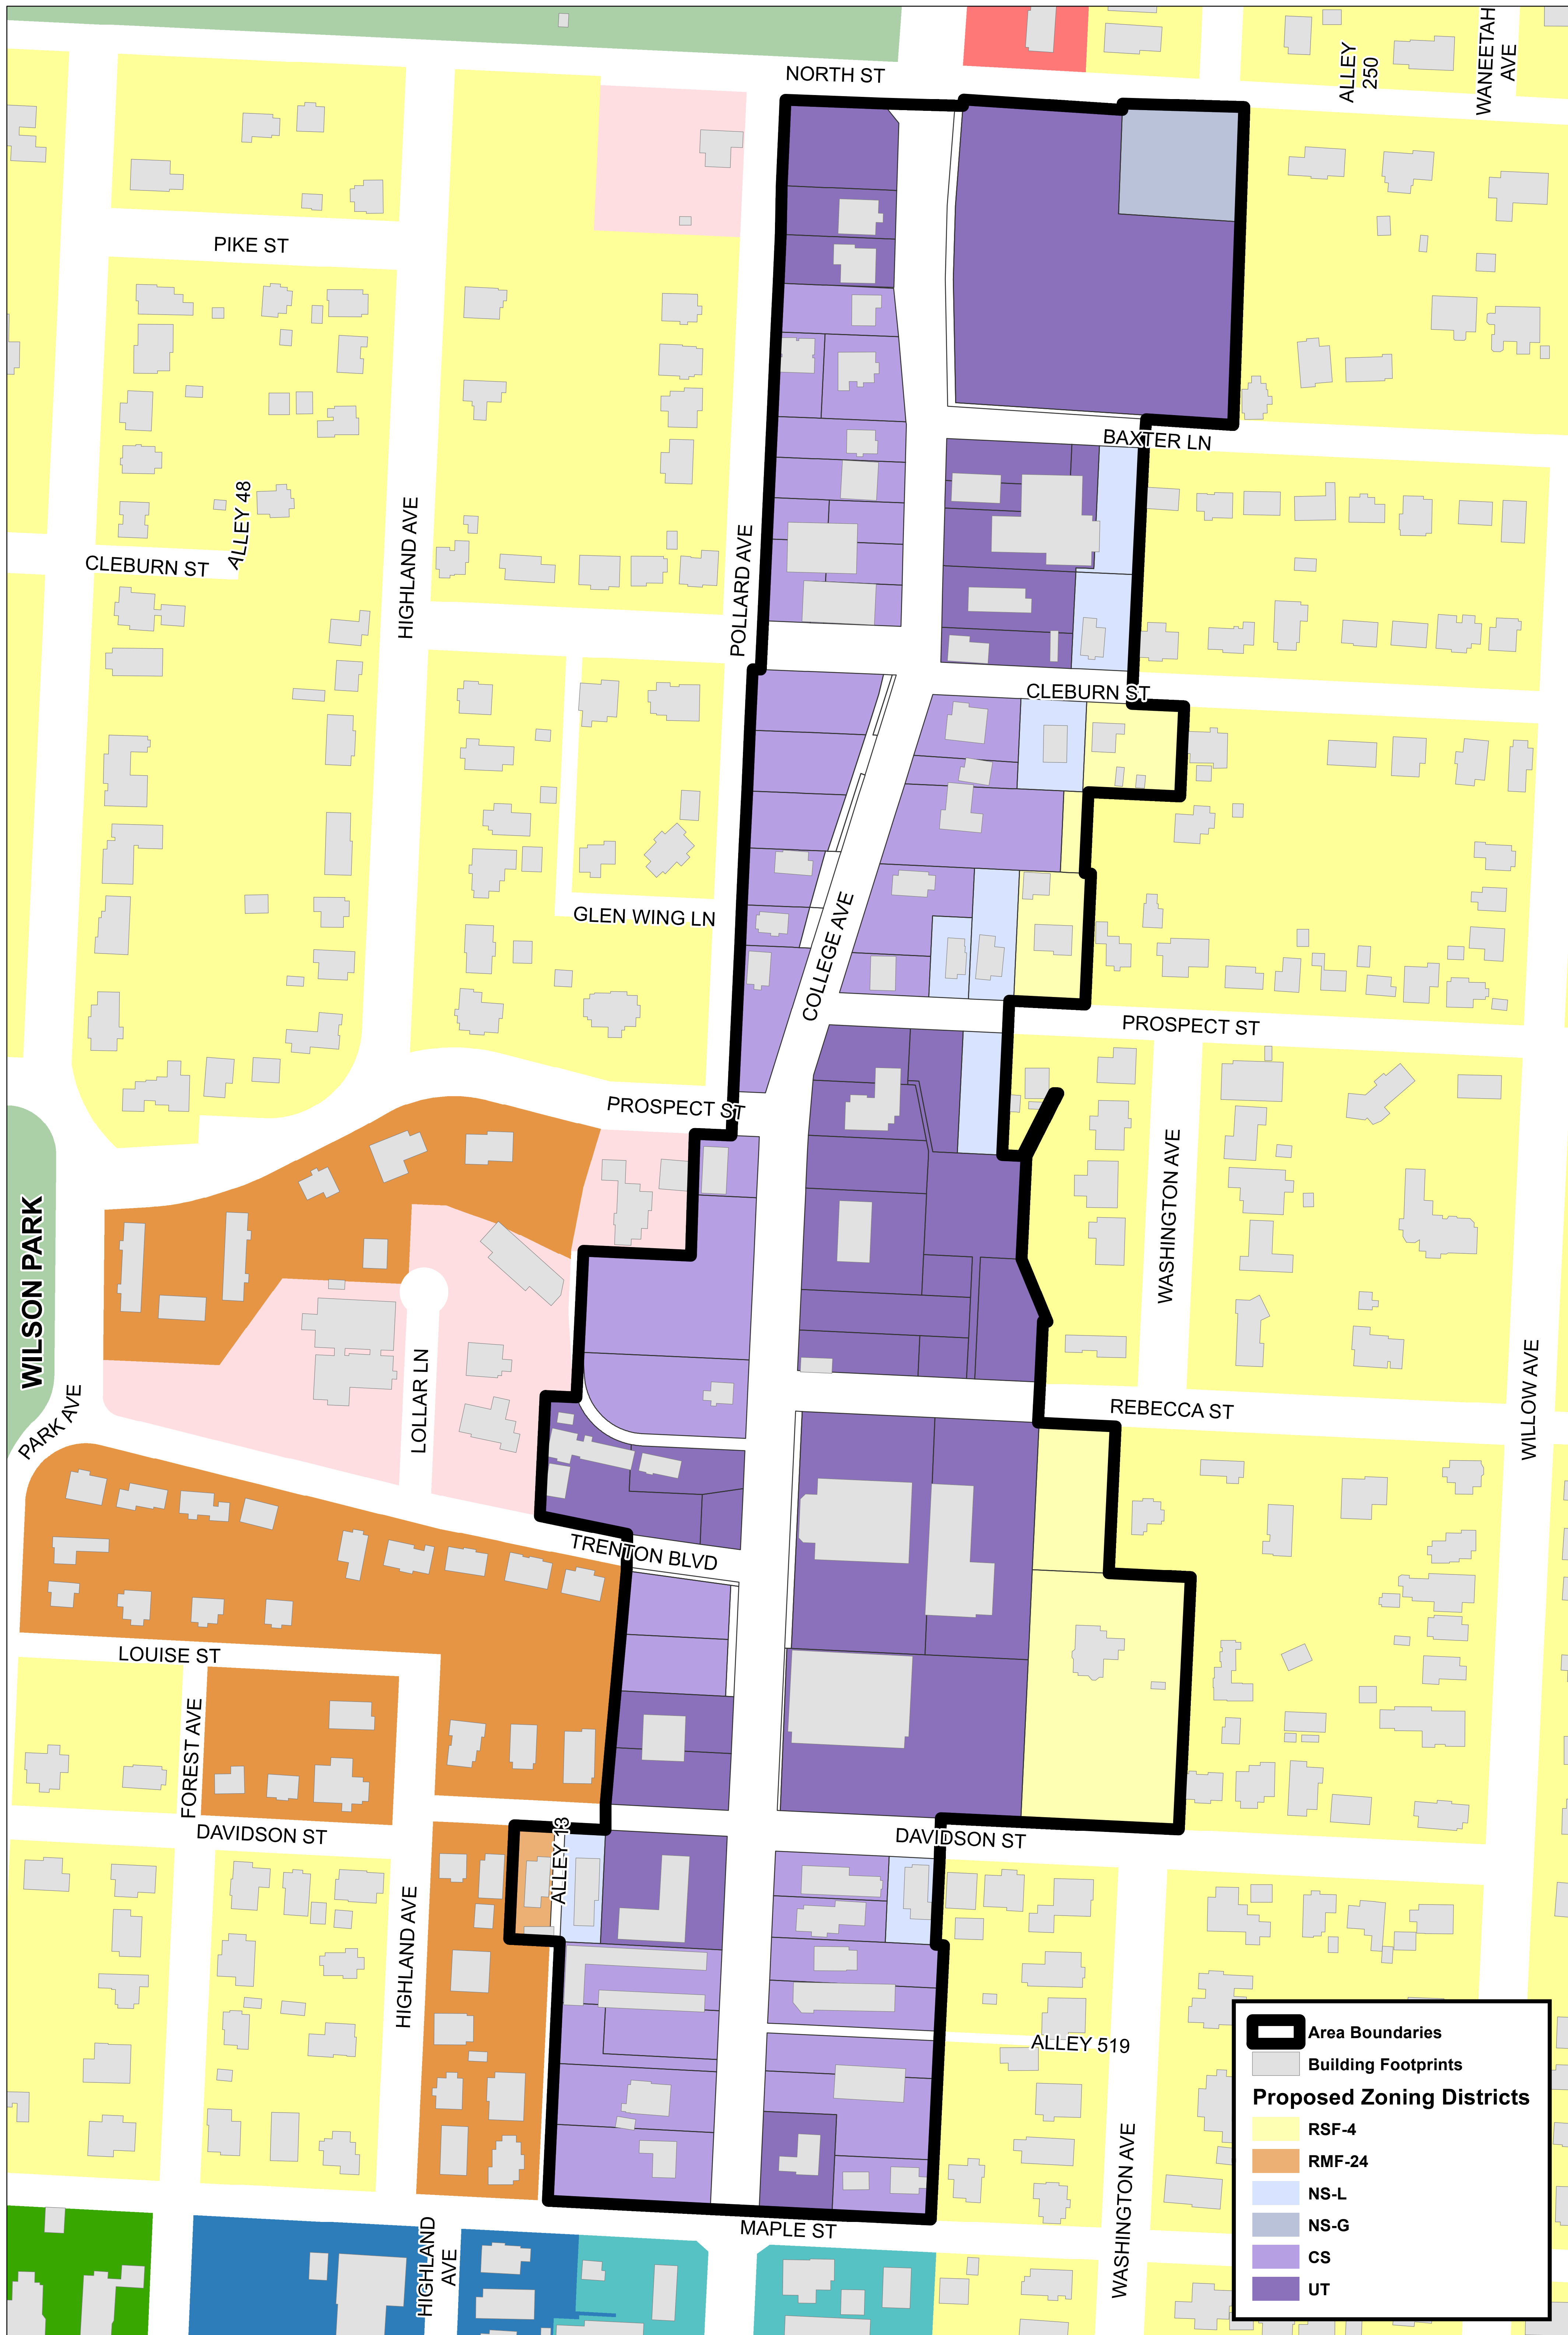 NORTH ST
ALLEY
250
WANEETAH
AVE
PIKE ST
BAXTER LN
ALLEY 48
CLEBURN ST
HIGHLAND AVE
POLLARD AVE
CLEBURN ST
GLEN WING LN
COLLEGE AVE
PROSPECT ST
PROSPECT ST
WASHINGTON AVE
WILSON PARK
LOLLAR LN
PARK AVE
REBECCA ST
WILLOW AVE
TRENTON BLVD
LOUISE ST
FOREST AVE
DAVIDSON ST
ALLEY 13
DAVIDSON ST
HIGHLAND AVE
ALLEY 519
WASHINGTON AVE
MAPLE ST
HIGHLAND
AVE
Area Boundaries
Building Footprints
Proposed Zoning Districts
RSF-4
RMF-24
NS-L
NS-G
CS
UT